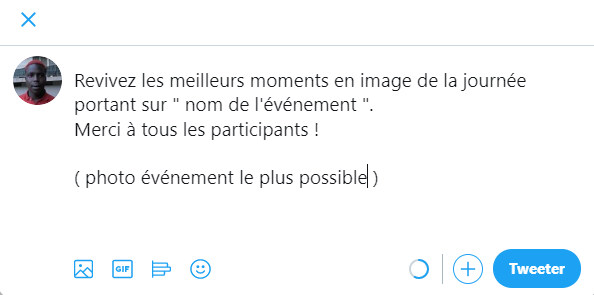 Revivez les meilleurs moments en image de la journée
portant sur " nom de l'événement ".
Merci à tous les participants !
( photo événement le plus possible )
GIF
Tweeter